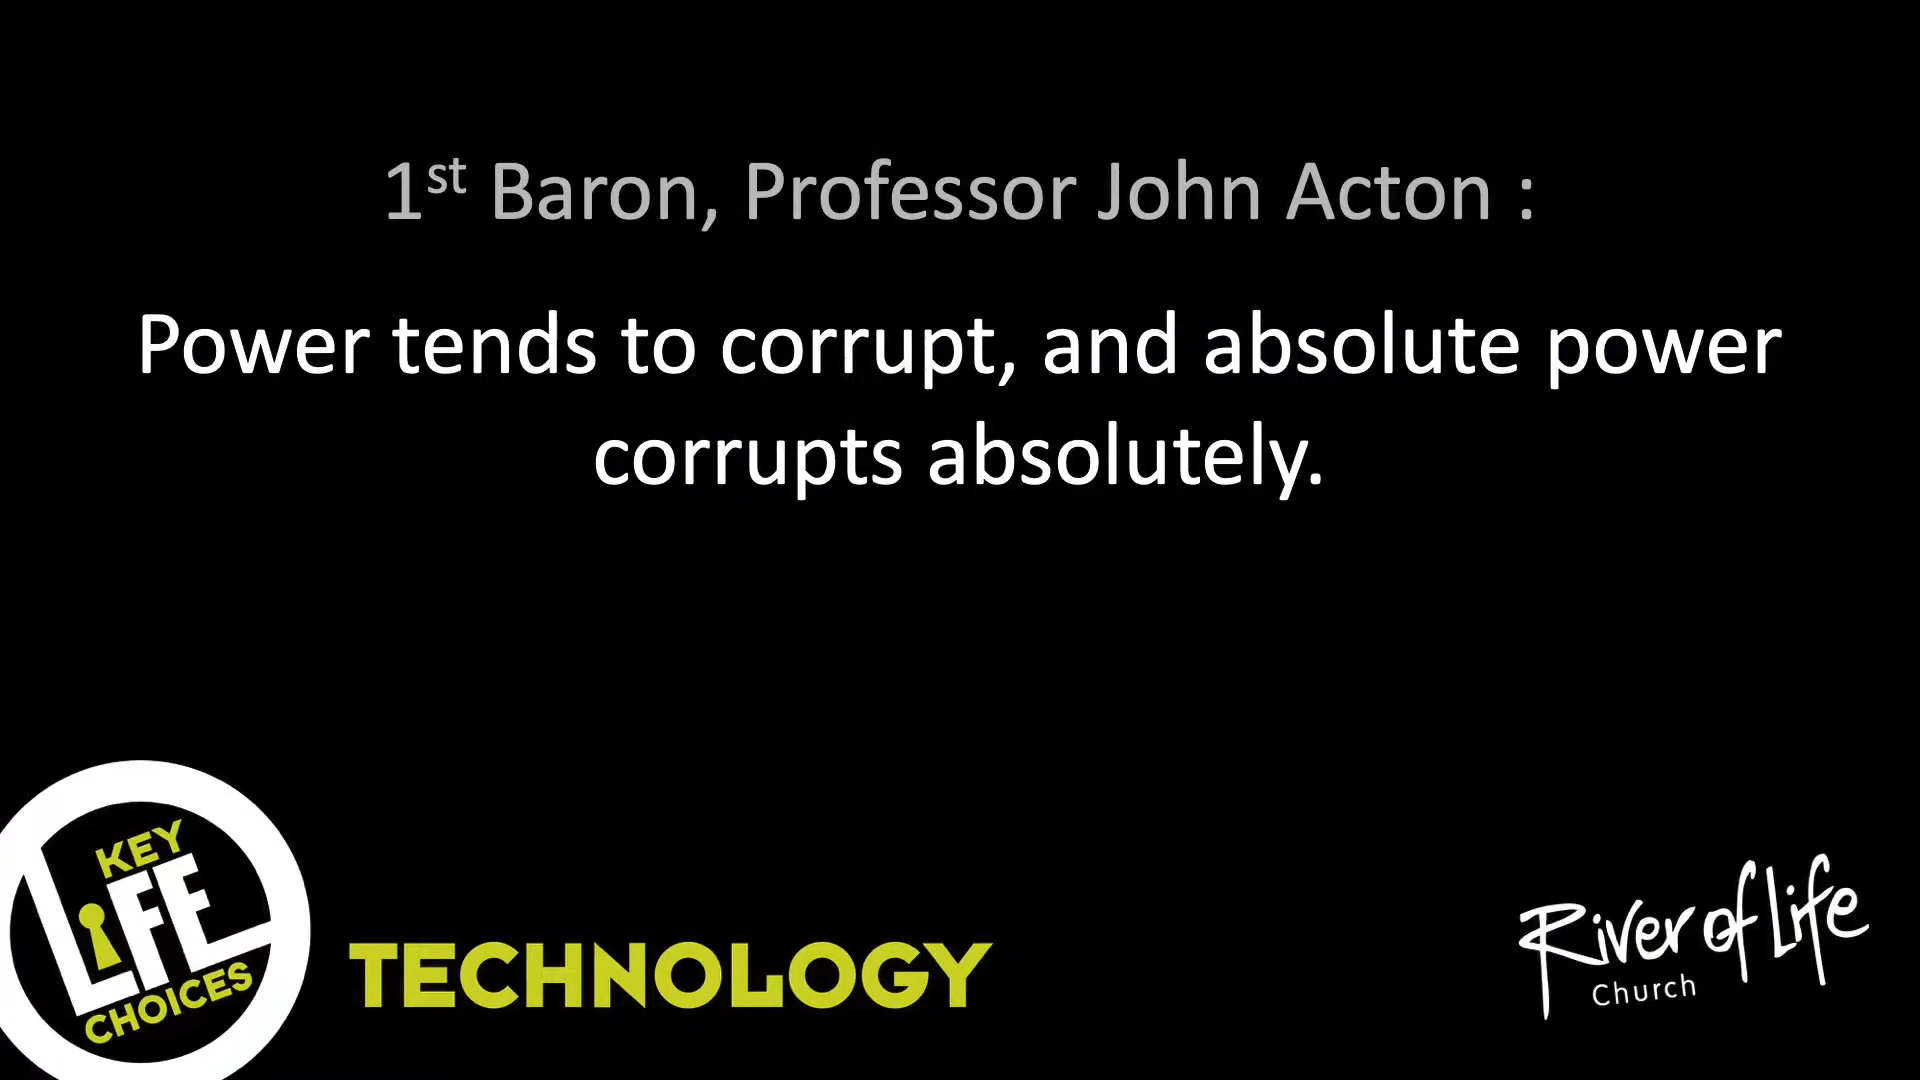 1st Baron, Professor John Acton :
Power tends to corrupt, and absolute power
corrupts absolutely.
KEY
LIFE
CHOICES
TECHNOLOGY
River of Life
Church